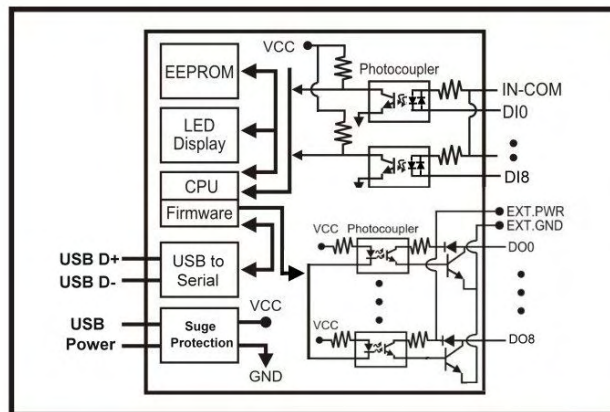 VCC
EEPROM
Photocoupler
IN-COM
DI0
LED
Display
CPU
DI8
Firmware
EXT.PWR
EXT.GND
Photocoupler
VCC
DO0
USB D+
USB to
USB D-
Serial
VCC
USB
Suge
VCC
Power
Protection
DO8
GND